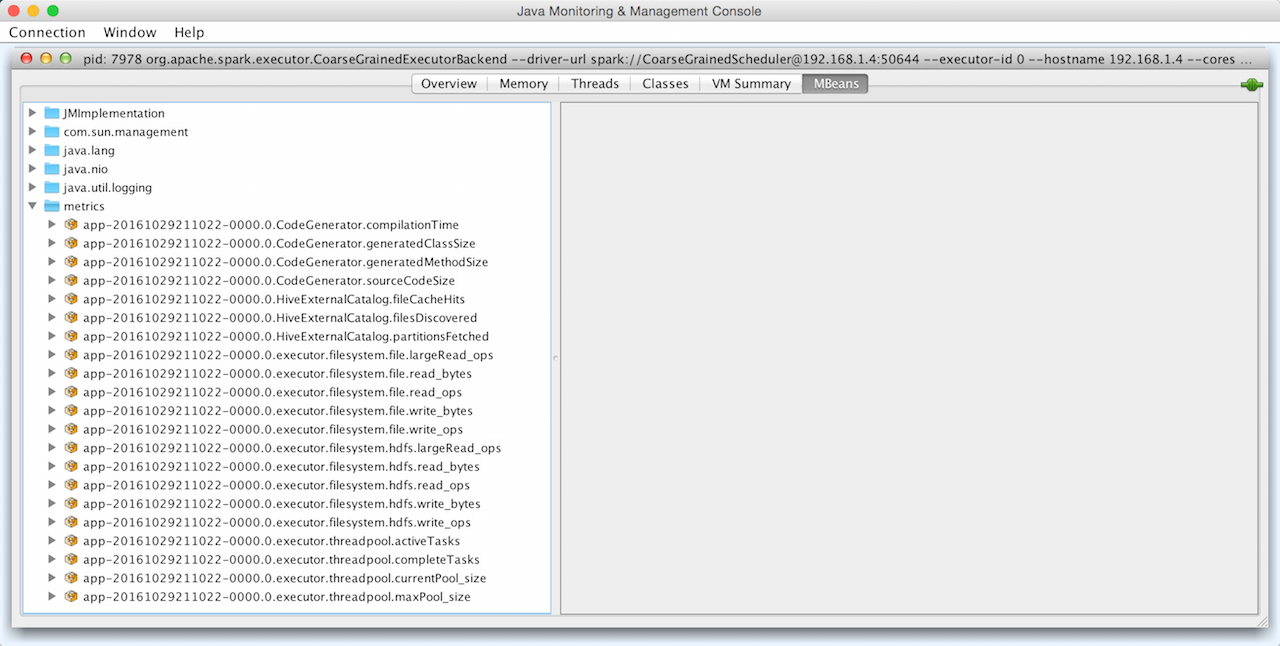 Java Monitoring & Management Console
Connection Window Help
pid: 7978 org.apache.spark.executor.CoarseGrainedExecutorBackend --driver-url spark://CoarseGrainedScheduler@192.168.1.4:50644 --executor-id 0 --hostname 192.168.1.4 --cores ...
Overview Memory Threads Classes VM Summary MBeans
JMImplementation
com.sun.management
java.lang
java.nio
java.util.logging
metrics
app-20161029211022-0000.0.CodeGenerator.compilationTime
app-20161029211022-0000.0.CodeGenerator.generatedClassSize
app-20161029211022-0000.0.CodeGenerator.generatedMethodSize
app-20161029211022-0000.0.CodeGenerator.sourceCodeSize
app-20161029211022-0000.0.HiveExternalCatalog.fileCacheHits
app-20161029211022-0000.0.HiveExternalCatalog.filesDiscovered
app-20161029211022-0000.0.HiveExternalCatalog.partitionsFetched
app-20161029211022-0000.0.executor.filesystem.file.largeRead_ops
app-20161029211022-0000.0.executor.filesystem.file.read_bytes
app-20161029211022-0000.0.executor.filesystem.file.read_ops
app-20161029211022-0000.0.executor.filesystem.file.write_bytes
app-20161029211022-0000.0.executor.filesystem.file.write_ops
app-20161029211022-0000.0.executor.filesystem.hdfs.largeRead_ops
app-20161029211022-0000.0.executor.filesystem.hdfs.read_bytes
app-20161029211022-0000.0.executor.filesystem.hdfs.read_ops
app-20161029211022-0000.0.executor.filesystem.hdfs.write_bytes
app-20161029211022-0000.0.executor.filesystem.hdfs.write_ops
app-20161029211022-0000.0.executor.threadpool.activeTasks
app-20161029211022-0000.0.executor.threadpool.completeTasks
app-20161029211022-0000.0.executor.threadpool.currentPool_size
app-20161029211022-0000.0.executor.threadpool.maxPool_size